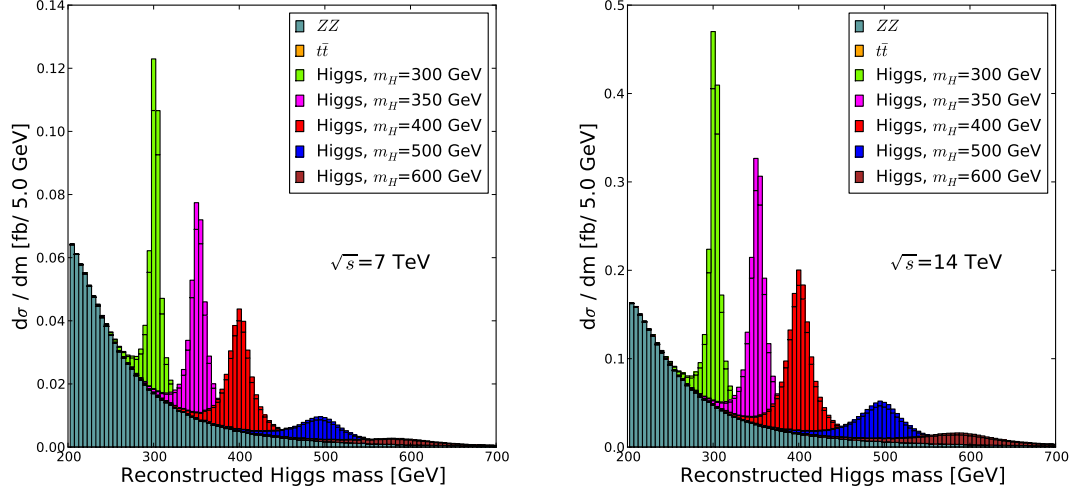 0.14
0.12
0.10
0.08
0.06
0.04
0.02
0.00
dσ / dm [fb/ 5.0 GeV]
200 300 400 500 600 700
Reconstructed Higgs mass [GeV]
ZZ
tt̄
Higgs, m_H=300 GeV
Higgs, m_H=350 GeV
Higgs, m_H=400 GeV
Higgs, m_H=500 GeV
Higgs, m_H=600 GeV
√s=7 TeV
0.5
0.4
0.3
0.2
0.1
0.0
dσ / dm [fb/ 5.0 GeV]
200 300 400 500 600 700
Reconstructed Higgs mass [GeV]
ZZ
tt̄
Higgs, m_H=300 GeV
Higgs, m_H=350 GeV
Higgs, m_H=400 GeV
Higgs, m_H=500 GeV
Higgs, m_H=600 GeV
√s=14 TeV